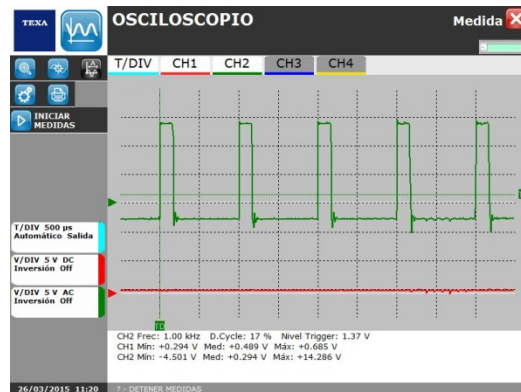 TEXA
OSCILOSCOPIO
Medida
T/DIV CH1 CH2 CH3 CH4
INICIAR
MEDIDAS
T/DIV 500 µs
Automático Salida
V/DIV 5 V DC
Inversión Off
V/DIV 5 V AC
Inversión Off
CH2 Frec: 1.00 kHz D.Cycle: 17 % Nivel Trigger: 1.37 V
CH1 Mín: +0.294 V Med: +0.489 V Máx: +0.685 V
CH2 Mín: -4.501 V Med: +0.294 V Máx: +14.286 V
26/03/2015 11:20 ? - DETENER MEDIDAS